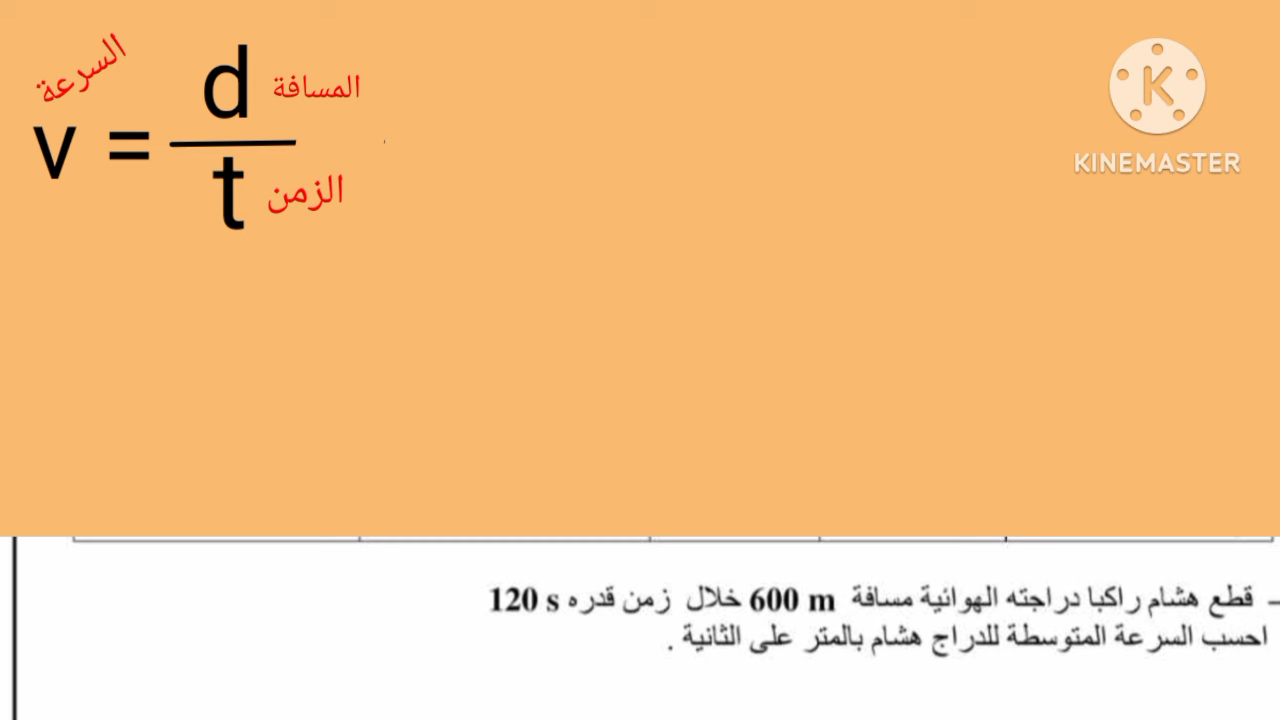 السرعة
d المسافة
v =
t الزمن
K
KINEMASTER
- قطع هشام راكبا دراجته الهوائية مسافة 600 m خلال زمن قدره 120 s
احسب السرعة المتوسطة للدراج هشام بالمتر على الثانية .